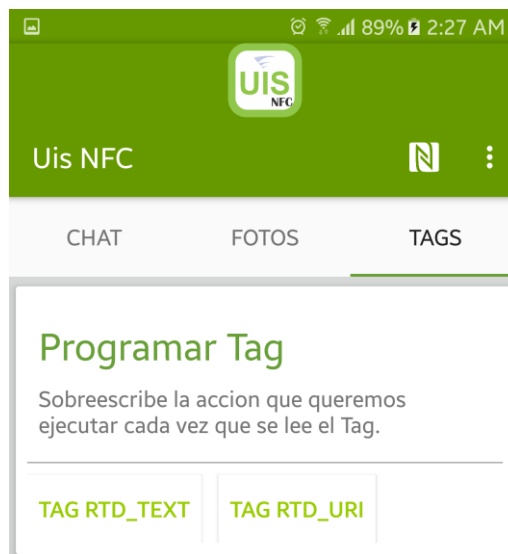 89% 2:27 AM
UiS
NFC
Uis NFC
CHAT FOTOS TAGS
Programar Tag
Sobreescribe la accion que queremos
ejecutar cada vez que se lee el Tag.
TAG RTD_TEXT TAG RTD_URI